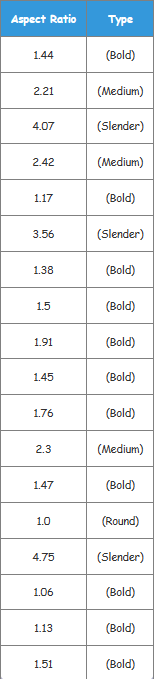 Aspect Ratio Type
1.44 (Bold)
2.21 (Medium)
4.07 (Slender)
2.42 (Medium)
1.17 (Bold)
3.56 (Slender)
1.38 (Bold)
1.5 (Bold)
1.91 (Bold)
1.45 (Bold)
1.76 (Bold)
2.3 (Medium)
1.47 (Bold)
1.0 (Round)
4.75 (Slender)
1.06 (Bold)
1.13 (Bold)
1.51 (Bold)